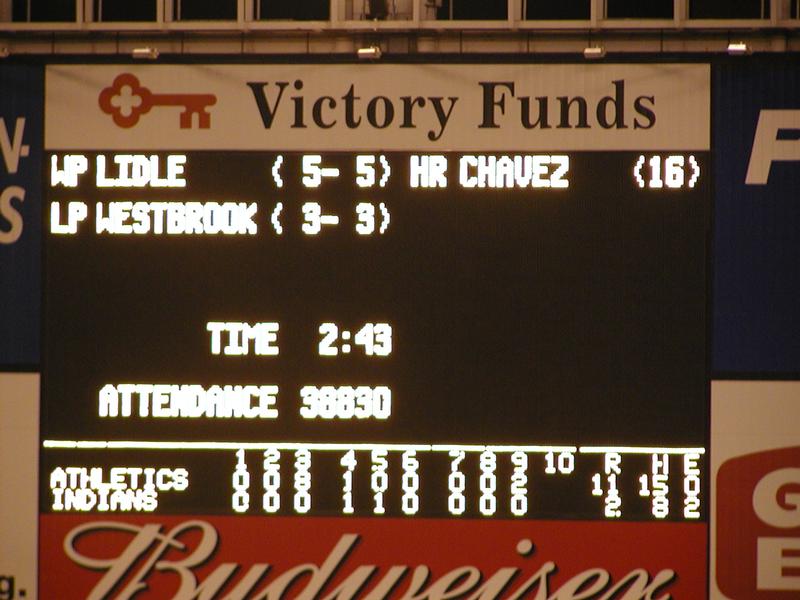 Victory Funds
WP LIDLE ( 5- 5) HR CHAVEZ (16)
LP WESTBROOK ( 3- 3)
TIME 2:43
ATTENDANCE 38830
1 2 3 4 5 6 7 8 9 10 R H E
ATHLETICS 0 0 8 1 0 0 0 0 2 11 15 0
INDIANS 0 0 0 1 1 0 0 0 0 2 8 2
Budweiser
g.